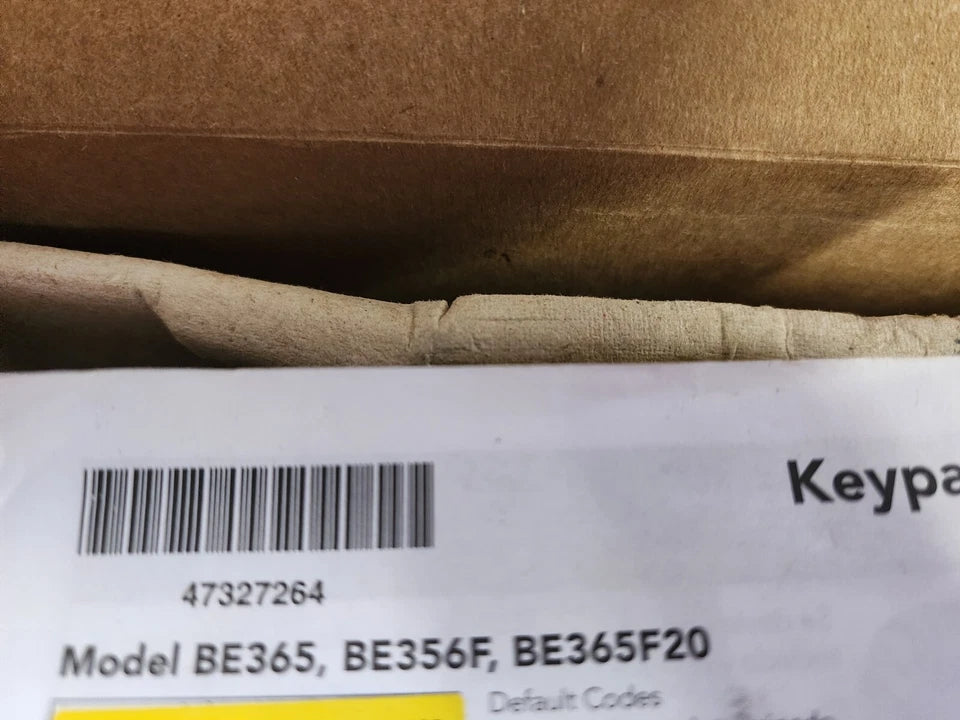 Keypa
47327264
Model BE365, BE356F, BE365F20
Default Codes